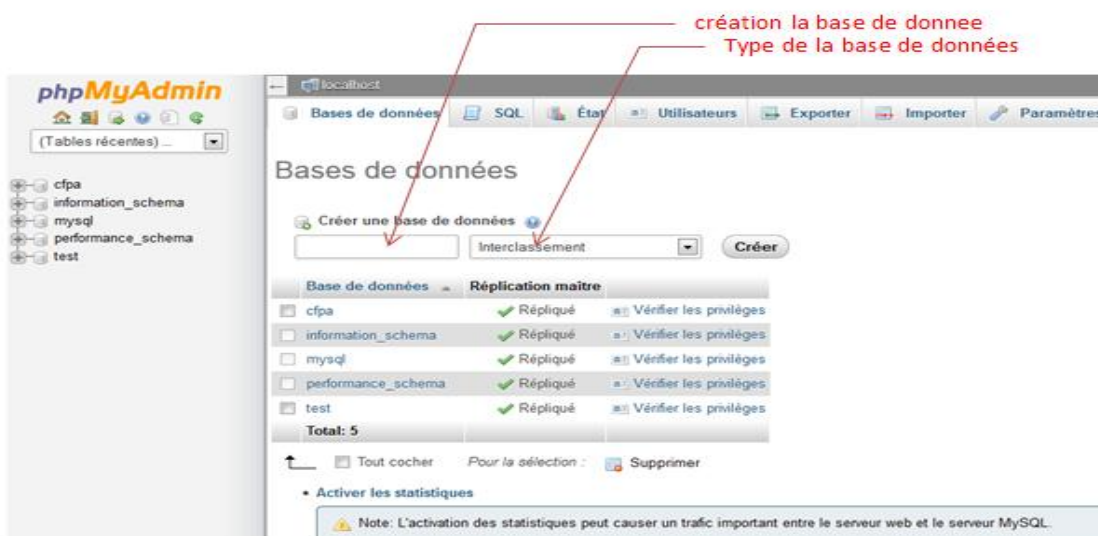 création la base de donnee
Type de la base de données
phpMyAdmin
localhost
Bases de données SQL État Utilisateurs Exporter Importer Paramètres
(Tables récentes) ...
cfpa
information_schema
mysql
performance_schema
test
Bases de données
Créer une base de données
Interclassement Créer
Base de données Réplication maître
cfpa Répliqué Vérifier les privilèges
information_schema Répliqué Vérifier les privilèges
mysql Répliqué Vérifier les privilèges
performance_schema Répliqué Vérifier les privilèges
test Répliqué Vérifier les privilèges
Total: 5
Tout cocher Pour la sélection : Supprimer
Activer les statistiques
Note: L'activation des statistiques peut causer un trafic important entre le serveur web et le serveur MySQL.